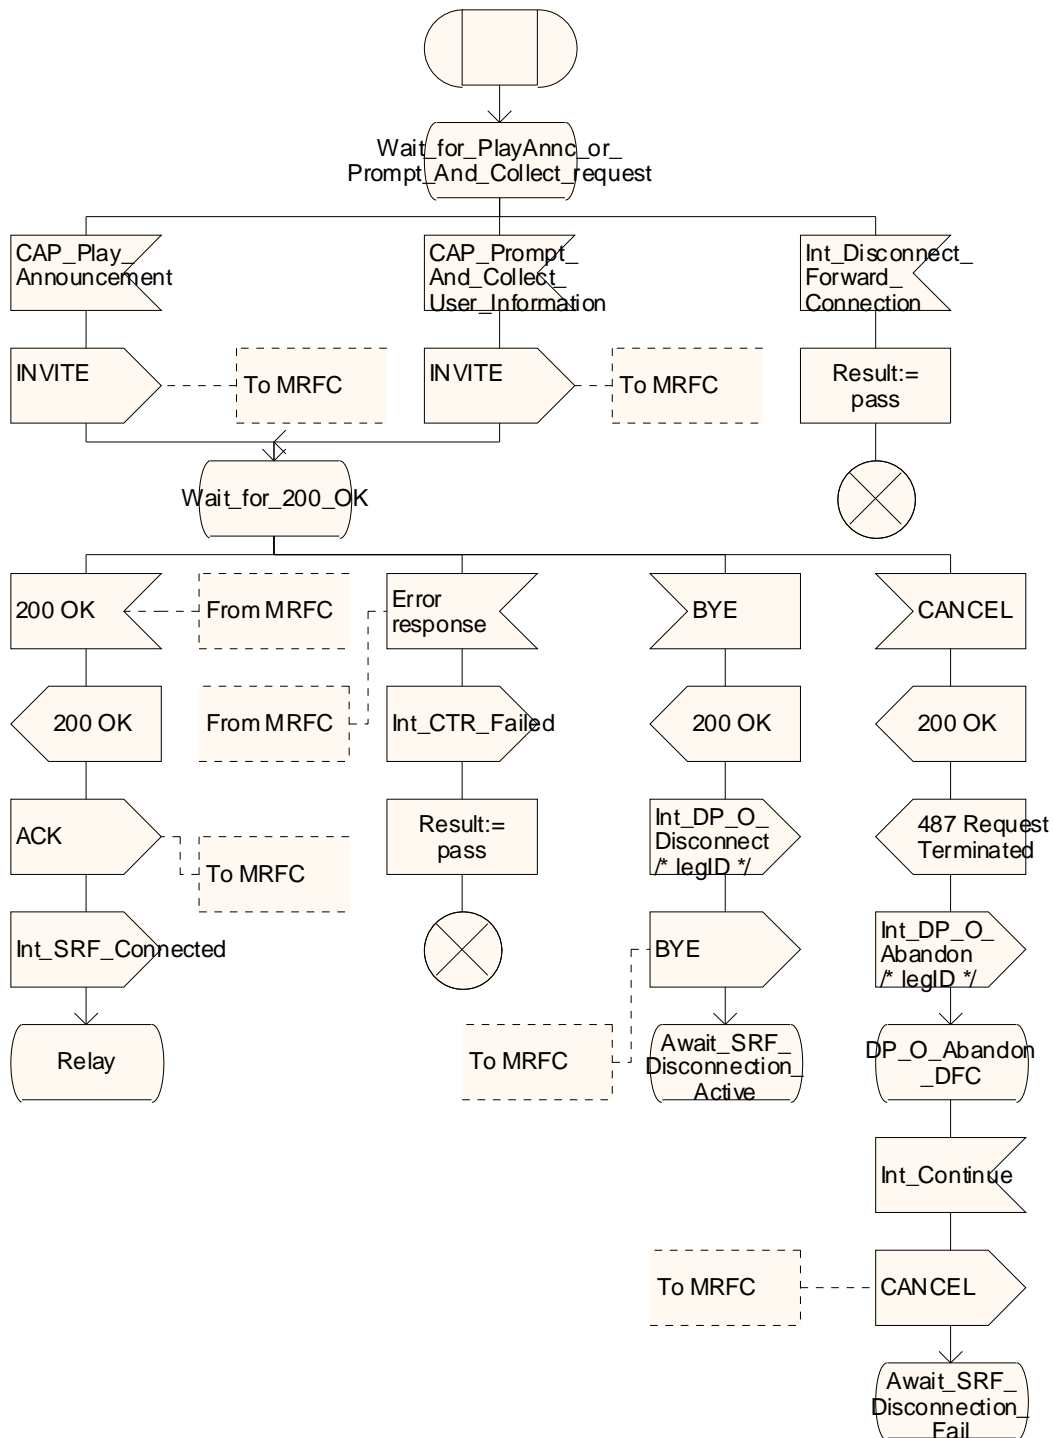 Wait_for_PlayAnnc_or_
Prompt_And_Collect_request
CAP_Play_
Announcement
CAP_Prompt_
And_Collect_
User_Information
Int_Disconnect_
Forward_
Connection
INVITE
To MRFC
INVITE
To MRFC
Result:=
pass
Wait_for_200_OK
200 OK
From MRFC
Error
response
BYE
CANCEL
200 OK
From MRFC
Int_CTR_Failed
200 OK
200 OK
ACK
To MRFC
Result:=
pass
Int_DP_O_
Disconnect
/* legID */
487 Request
Terminated
Int_SRF_Connected
BYE
Int_DP_O_
Abandon
/* legID */
Relay
To MRFC
Await_SRF_
Disconnection_
Active
DP_O_Abandon
_DFC
Int_Continue
To MRFC
CANCEL
Await_SRF_
Disconnection_
Fail